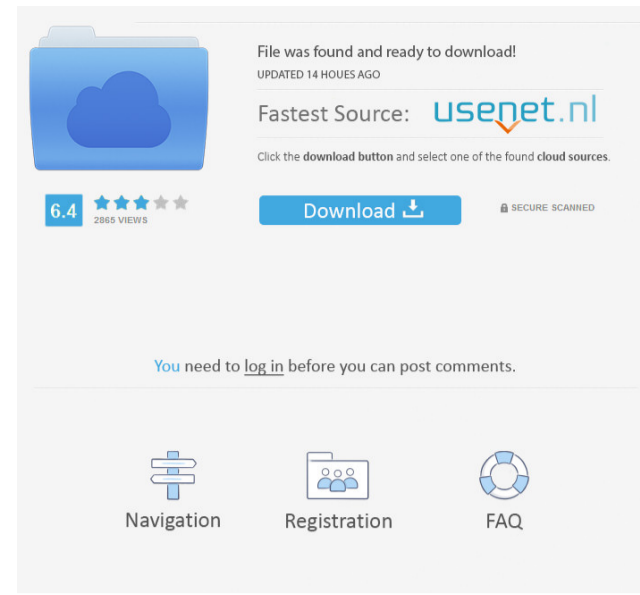 File was found and ready to download!
UPDATED 14 HOUES AGO
Fastest Source: usenet.nl
Click the download button and select one of the found cloud sources.
6.4
2865 VIEWS
Download
SECURE SCANNED
You need to log in before you can post comments.
Navigation
Registration
FAQ